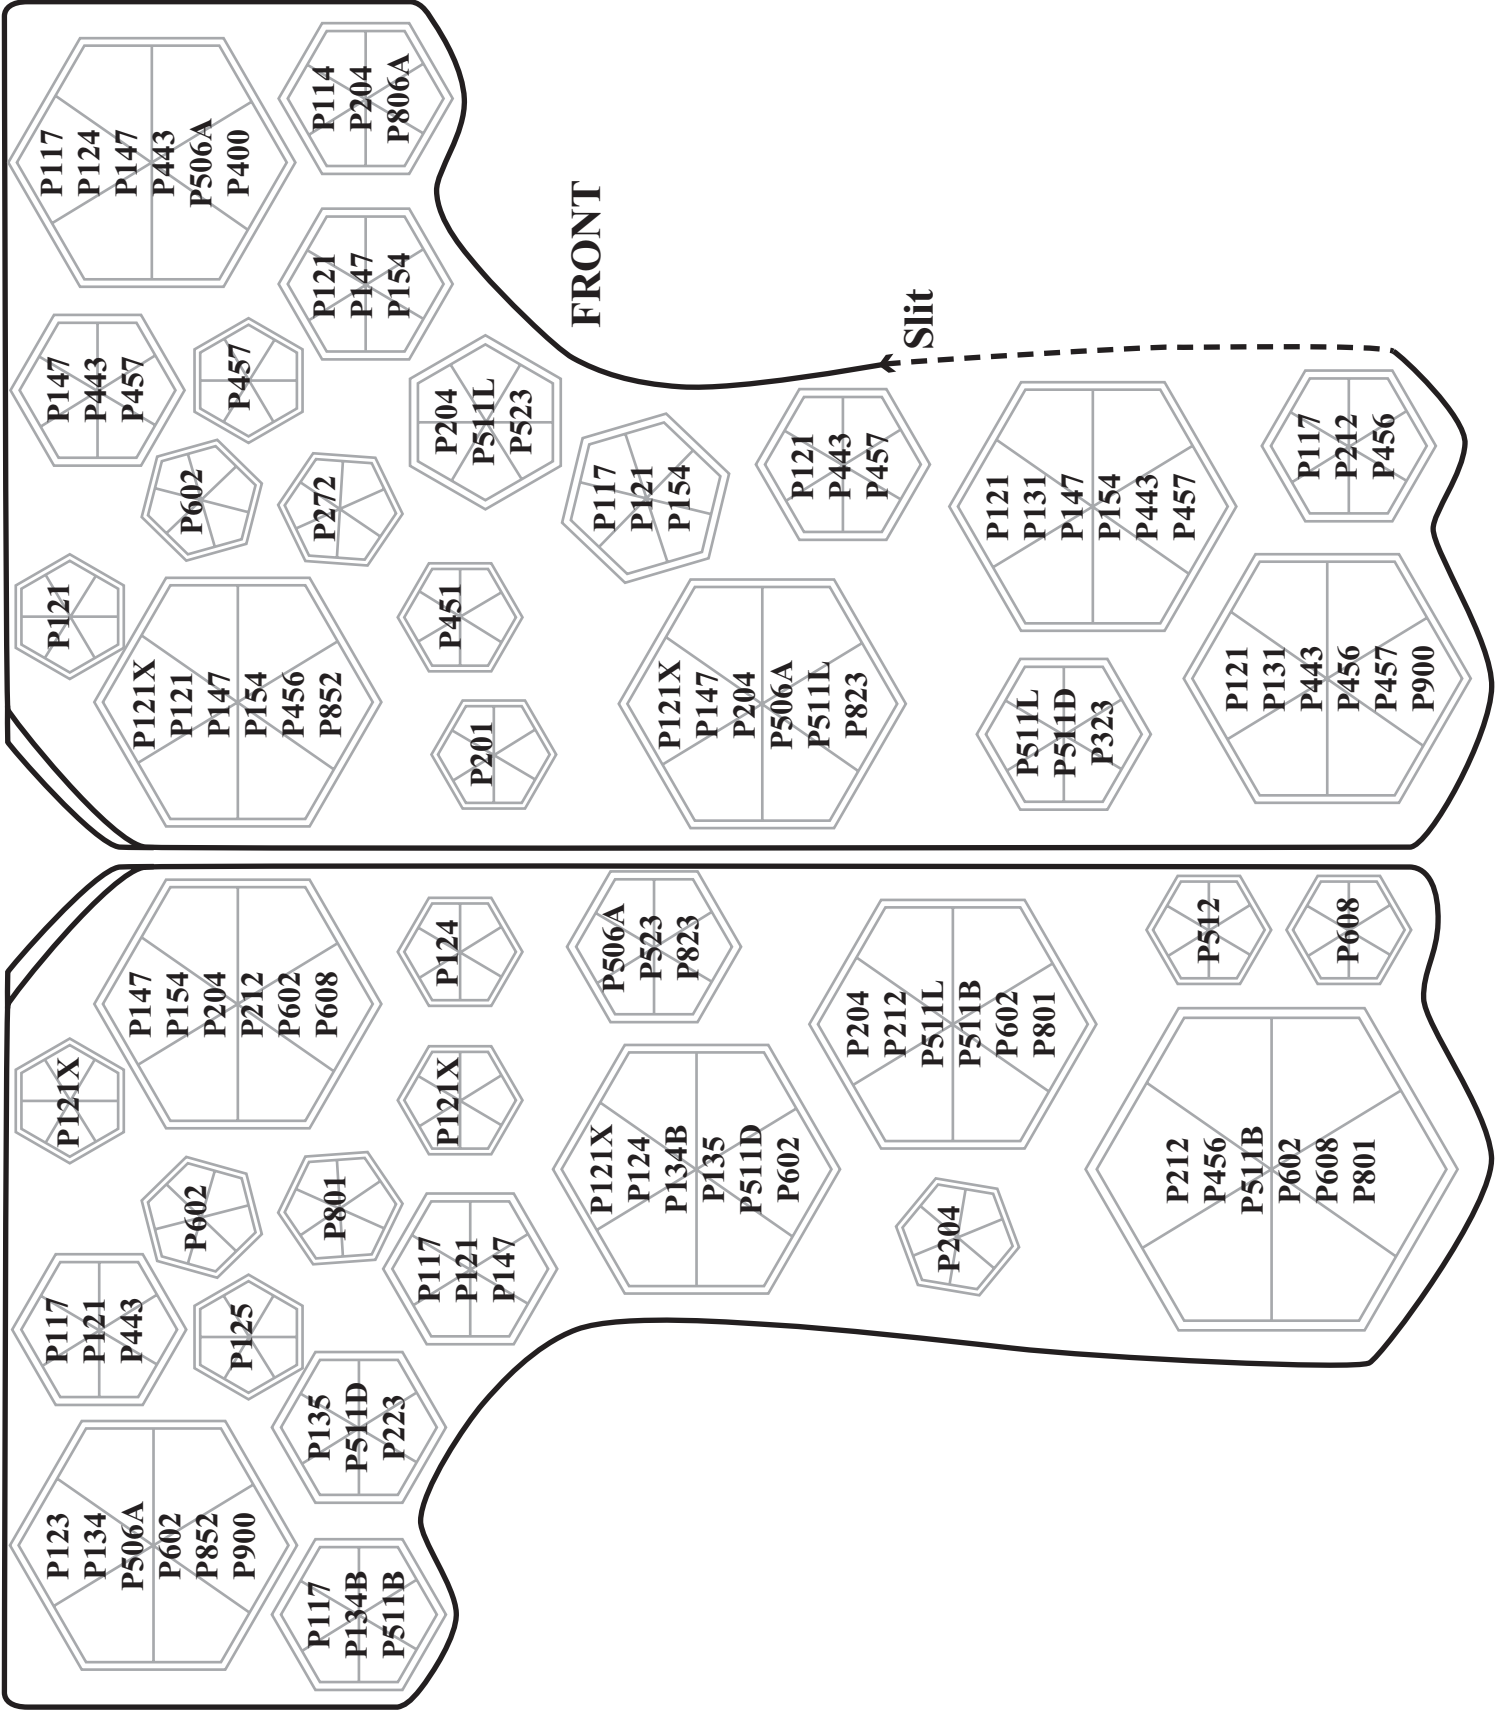 P117
P124
P147
P443
P506A
P400
P114
P204
P806A
P121
P147
P154
FRONT
Slit
P147
P443
P457
P457
P204
P511L
P523
P602
P272
P117
P121
P154
P121
P443
P457
P121
P131
P147
P154
P443
P457
P117
P212
P456
P121
P121X
P121
P147
P154
P456
P852
P451
P201
P121X
P147
P204
P506A
P511L
P823
P511L
P511D
P323
P121
P131
P443
P456
P457
P900
P147
P154
P204
P212
P602
P608
P124
P506A
P523
P823
P204
P212
P511L
P511B
P602
P801
P512
P608
P121X
P121X
P121X
P124
P134B
P135
P511D
P602
P212
P456
P511B
P602
P608
P801
P602
P801
P204
P117
P121
P147
P117
P121
P443
P125
P135
P511D
P223
P123
P134
P506A
P602
P852
P900
P117
P134B
P511B